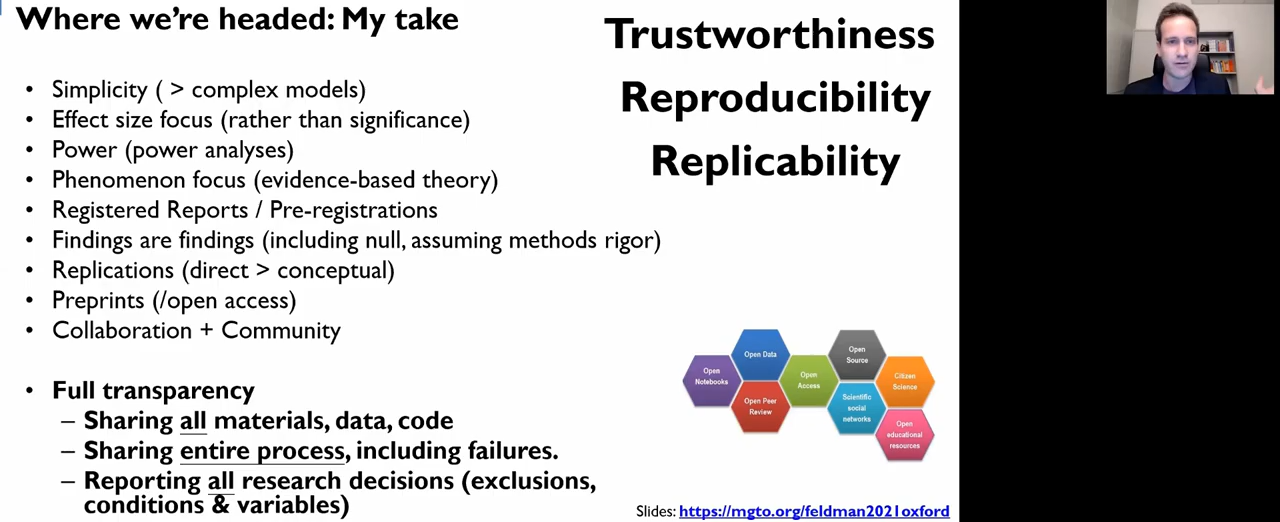 Where we're headed: My take
• Simplicity ( > complex models)
• Effect size focus (rather than significance)
• Power (power analyses)
• Phenomenon focus (evidence-based theory)
• Registered Reports / Pre-registrations
• Findings are findings (including null, assuming methods rigor)
• Replications (direct > conceptual)
• Preprints (/open access)
• Collaboration + Community
• Full transparency
– Sharing all materials, data, code
– Sharing entire process, including failures.
– Reporting all research decisions (exclusions,
conditions & variables)
Trustworthiness
Reproducibility
Replicability
Open
Notebooks
Open Data
Open Peer
Review
Open
Access
Open
Source
Scientific
social
networks
Citizen
Science
Open
educational
resources
Slides: https://mgto.org/feldman2021oxford